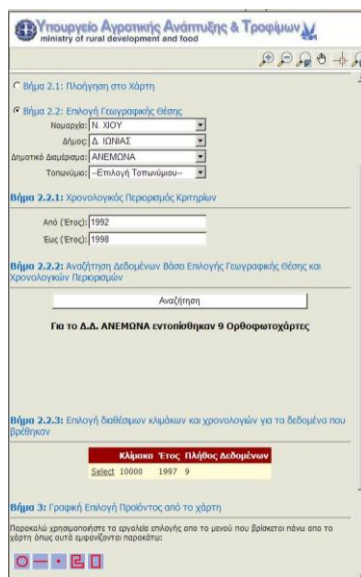 Υπουργείο Αγροτικής Ανάπτυξης & Τροφίμων
ministry of rural development and food
Βήμα 2.1: Πλοήγηση στο Χάρτη
Βήμα 2.2: Επιλογή Γεωγραφικής Θέσης
Νομαρχία: Ν. ΧΙΟΥ
Δήμος: Δ. ΙΩΝΙΑΣ
Δημοτικό Διαμέρισμα: ΑΝΕΜΩΝΑ
Τοπωνύμιο: --Επιλογή Τοπωνύμιου--
Βήμα 2.2.1: Χρονολογικός Περιορισμός Κριτηρίων
Από (Έτος): 1992
Έως (Έτος): 1998
Βήμα 2.2.2: Αναζήτηση Δεδομένων Βάσει Επιλογής Γεωγραφικής Θέσης και
Χρονολογικών Περιορισμών
Αναζήτηση
Για το Δ.Δ. ΑΝΕΜΩΝΑ εντοπίσθηκαν 9 Ορθοφωτοχάρτες
Βήμα 2.2.3: Επιλογή διαθέσιμων κλιμάκων και χρονολογιών για τα δεδομένα που
βρέθηκαν
Κλίμακα Έτος Πλήθος Δεδομένων
Select 10000 1997 9
Βήμα 3: Γραφική Επιλογή Προϊόντος από το χάρτη
Παρακαλώ χρησιμοποιήστε τα εργαλεία επιλογής απο το μενού που βρίσκεται πάνω απο το
χάρτη όπως αυτά εμφανίζονται παρακάτω: